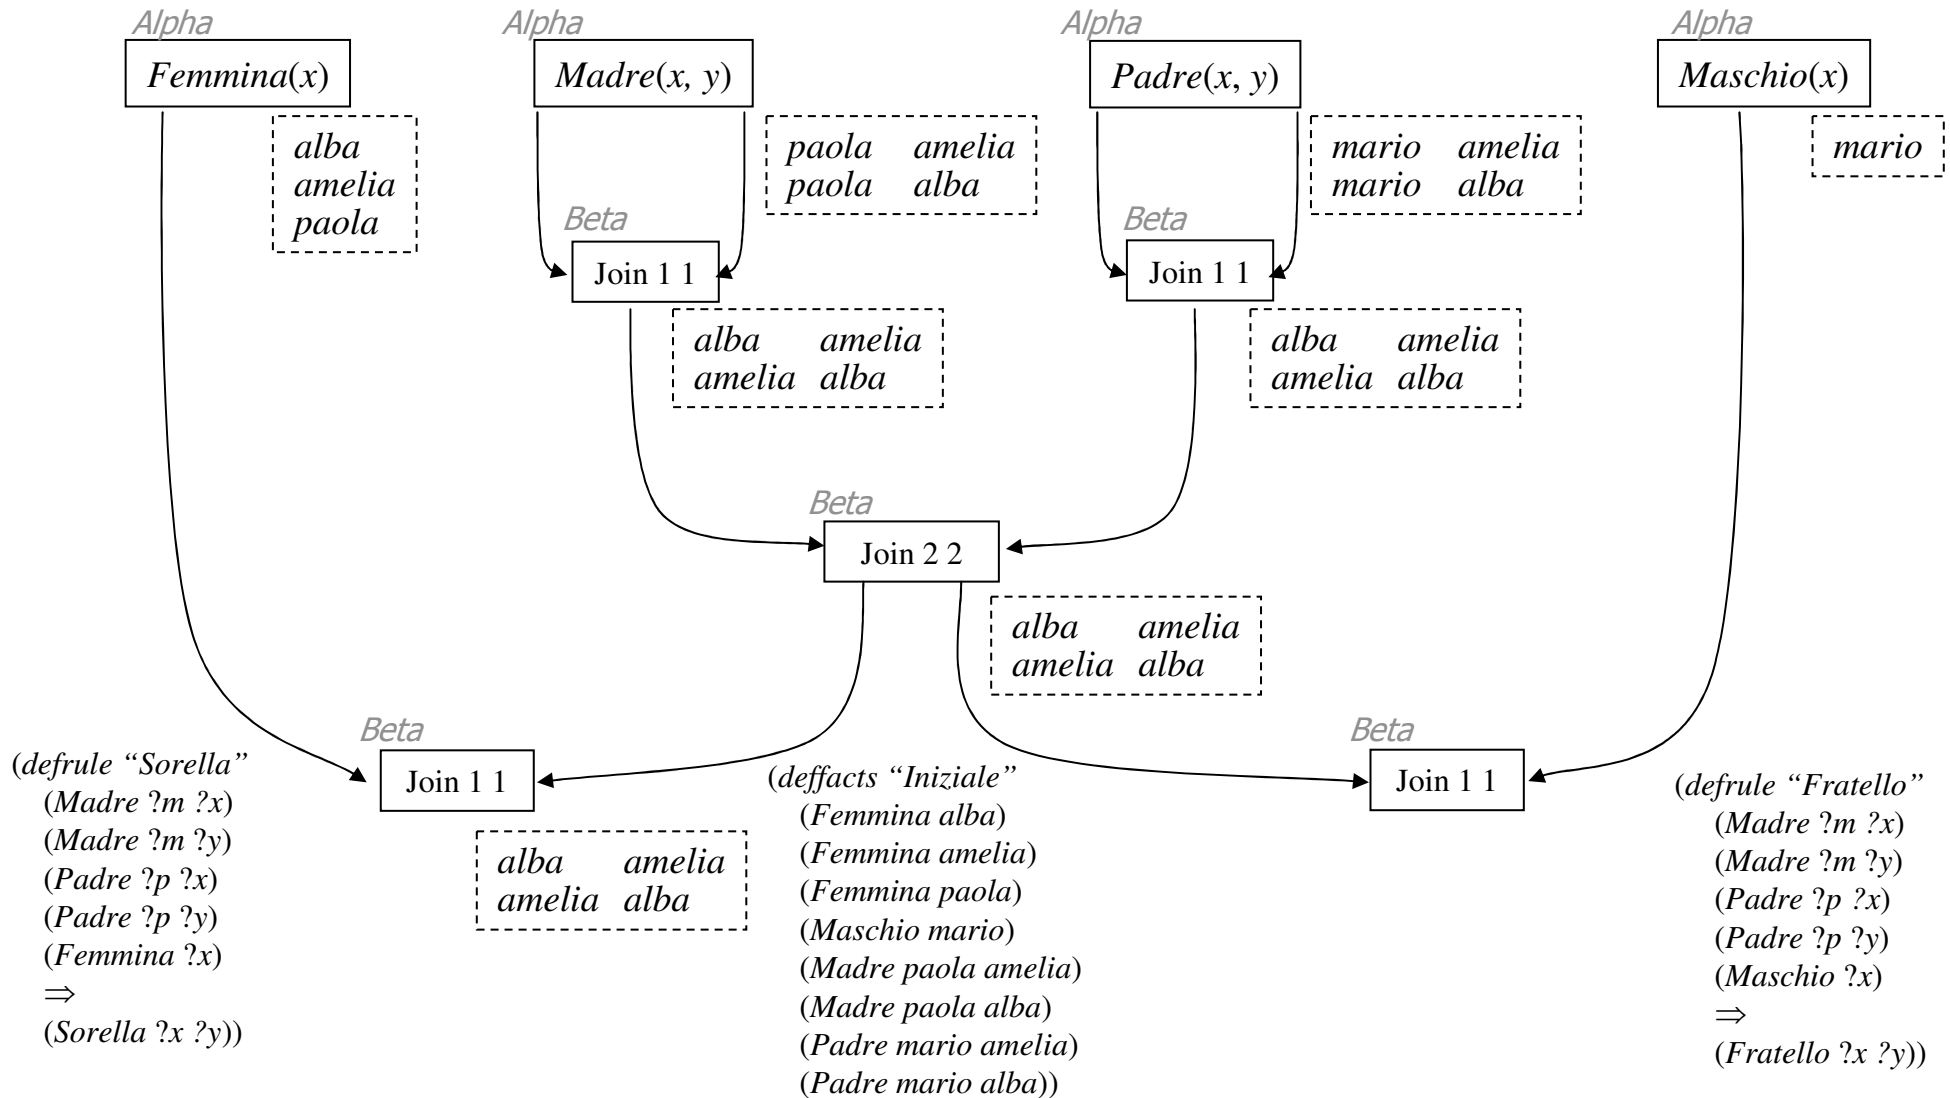 Alpha
Femmina(x)
alba
amelia
paola
Alpha
Madre(x, y)
paola amelia
paola alba
Alpha
Padre(x, y)
mario amelia
mario alba
Alpha
Maschio(x)
mario
Beta
Join 1 1
alba amelia
amelia alba
Beta
Join 1 1
alba amelia
amelia alba
Beta
Join 2 2
alba amelia
amelia alba
Beta
Join 1 1
alba amelia
amelia alba
Beta
Join 1 1
(defrule “Sorella”
(Madre ?m ?x)
(Madre ?m ?y)
(Padre ?p ?x)
(Padre ?p ?y)
(Femmina ?x)
⇒
(Sorella ?x ?y))
(deffacts “Iniziale”
(Femmina alba)
(Femmina amelia)
(Femmina paola)
(Maschio mario)
(Madre paola amelia)
(Madre paola alba)
(Padre mario amelia)
(Padre mario alba))
(defrule “Fratello”
(Madre ?m ?x)
(Madre ?m ?y)
(Padre ?p ?x)
(Padre ?p ?y)
(Maschio ?x)
⇒
(Fratello ?x ?y))